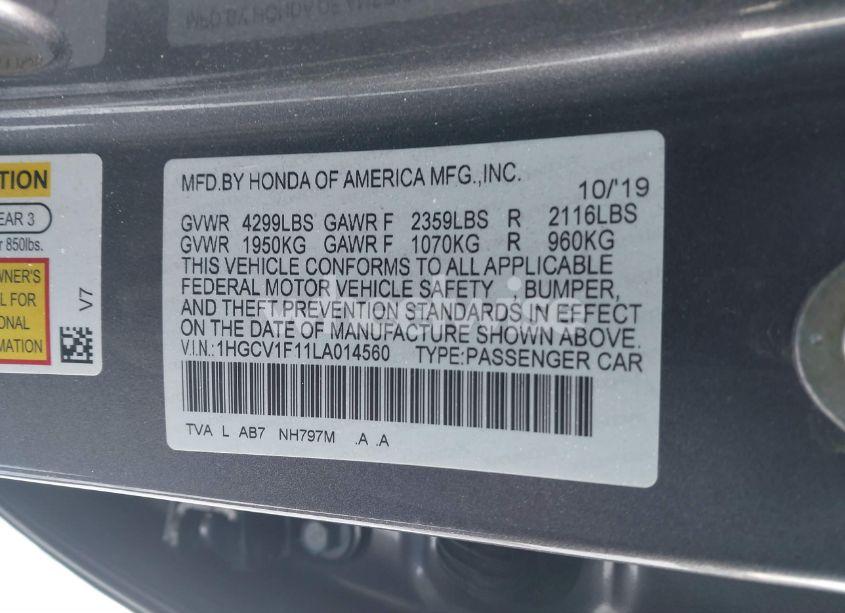 TION
EAR 3
r 850lbs.
WNER'S
L FOR
ONAL
MATION
V7
MFD.BY HONDA OF AMERICA MFG.,INC.
10/'19
GVWR 4299LBS GAWR F 2359LBS R 2116LBS
GVWR 1950KG GAWR F 1070KG R 960KG
THIS VEHICLE CONFORMS TO ALL APPLICABLE
FEDERAL MOTOR VEHICLE SAFETY , BUMPER,
AND THEFT PREVENTION STANDARDS IN EFFECT
ON THE DATE OF MANUFACTURE SHOWN ABOVE.
V.I.N.:1HGCV1F11LA014560 TYPE:PASSENGER CAR
TVA L AB7 NH797M .A .A